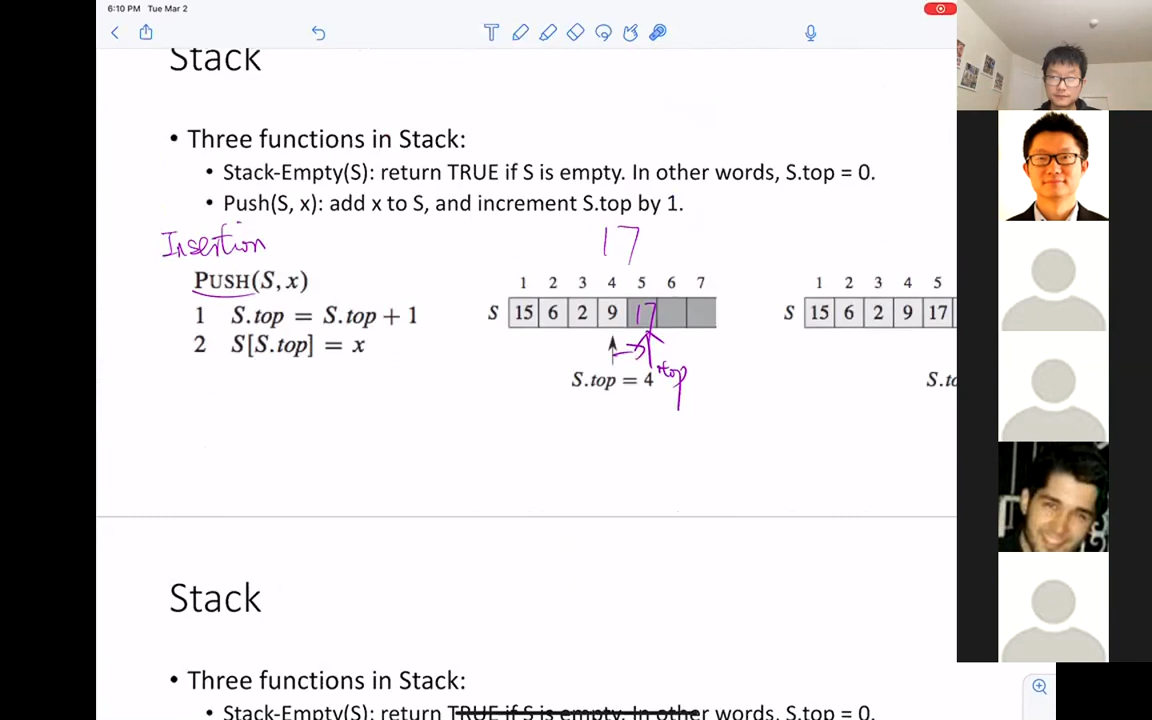 6:10 PM Tue Mar 2
Stack
• Three functions in Stack:
• Stack-Empty(S): return TRUE if S is empty. In other words, S.top = 0.
• Push(S, x): add x to S, and increment S.top by 1.
Insertion
17
PUSH(S, x)
1 S.top = S.top + 1
2 S[S.top] = x
1 2 3 4 5 6 7
S 15 6 2 9 17
top
S.top = 4
1 2 3 4 5
S 15 6 2 9 17
S.to
Stack
• Three functions in Stack:
• Stack-Empty(S): return TRUE if S is empty. In other words, S.top = 0.